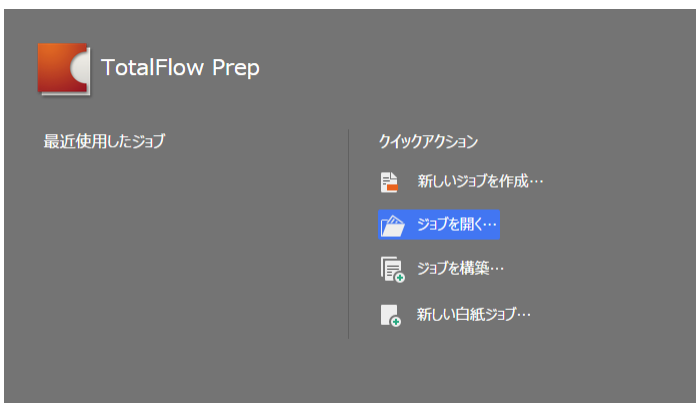 TotalFlow Prep
最近使用したジョブ
クイックアクション
新しいジョブを作成…
ジョブを開く…
ジョブを構築…
新しい白紙ジョブ…